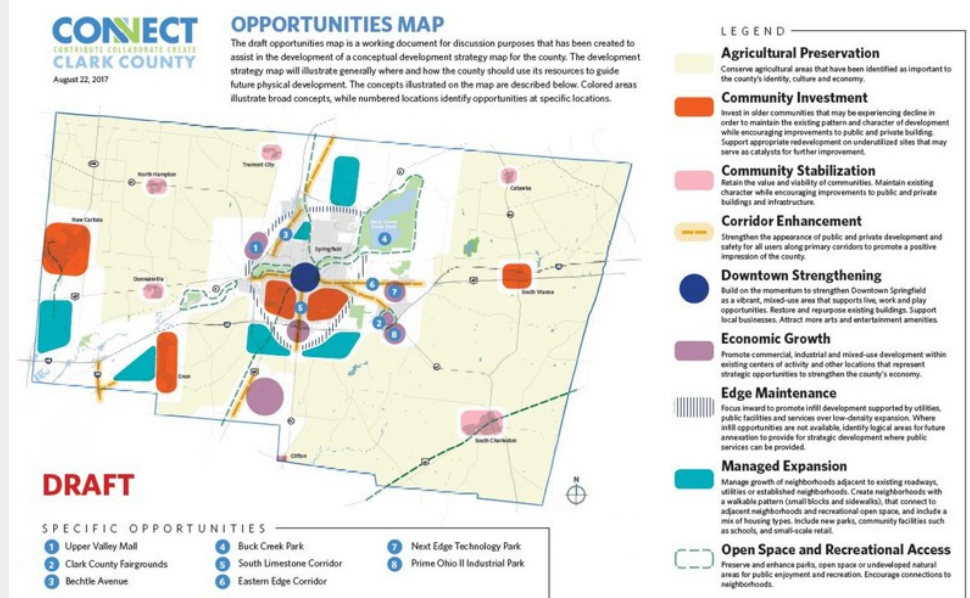 CONNECT
CONTRIBUTE COLLABORATE CREATE
CLARK COUNTY
August 22, 2017
OPPORTUNITIES MAP
The draft opportunities map is a working document for discussion purposes that has been created to
assist in the development of a conceptual development strategy map for the county. The development
strategy map will illustrate generally where and how the county should use its resources to guide
future physical development. The concepts illustrated on the map are described below. Colored areas
illustrate broad concepts, while numbered locations identify opportunities at specific locations.
Tremont City
North Hampton
Catawba
New Carlisle
Springfield
Donnelsville
South Vienna
Enon
South Charleston
Clifton
1
2
3
4
5
6
7
8
N
DRAFT
SPECIFIC OPPORTUNITIES
1 Upper Valley Mall
2 Clark County Fairgrounds
3 Bechtle Avenue
4 Buck Creek Park
5 South Limestone Corridor
6 Eastern Edge Corridor
7 Next Edge Technology Park
8 Prime Ohio II Industrial Park
LEGEND
Agricultural Preservation
Conserve agricultural areas that have been identified as important to
the county's identity, culture and economy.
Community Investment
Invest in older communities that may be experiencing decline in
order to maintain the existing pattern and character of development
while encouraging improvements to public and private building.
Support appropriate redevelopment on underutilized sites that may
serve as catalysts for further improvement.
Community Stabilization
Retain the value and viability of communities. Maintain existing
character while encouraging improvements to public and private
buildings and infrastructure.
Corridor Enhancement
Strengthen the appearance of public and private development and
safety for all users along primary corridors to promote a positive
impression of the county.
Downtown Strengthening
Build on the momentum to strengthen Downtown Springfield
as a vibrant, mixed-use area that supports live, work and play
opportunities. Restore and repurpose existing buildings. Support
local businesses. Attract more arts and entertainment amenities.
Economic Growth
Promote commercial, industrial and mixed-use development within
existing centers of activity and other locations that represent
strategic opportunities to strengthen the county's economy.
Edge Maintenance
Focus inward to promote infill development supported by utilities,
public facilities and services over low-density expansion. Where
infill opportunities are not available, identify logical areas for future
annexation to provide for strategic development where public
services can be provided.
Managed Expansion
Manage growth of neighborhoods adjacent to existing roadways,
utilities or established neighborhoods. Create neighborhoods with
a walkable pattern (small blocks and sidewalks), that connect to
adjacent neighborhoods and recreational open space, and include a
mix of housing types. Include new parks, community facilities such
as schools, and small-scale retail.
Open Space and Recreational Access
Preserve and enhance parks, open space or undeveloped natural
areas for public enjoyment and recreation. Encourage connections to
neighborhoods.